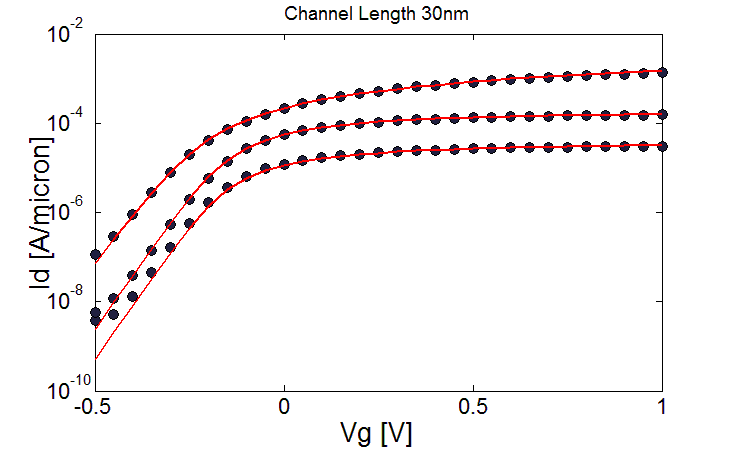 Channel Length 30nm
10^-2
10^-4
10^-6
10^-8
10^-10
Id [A/micron]
-0.5 0 0.5 1
Vg [V]